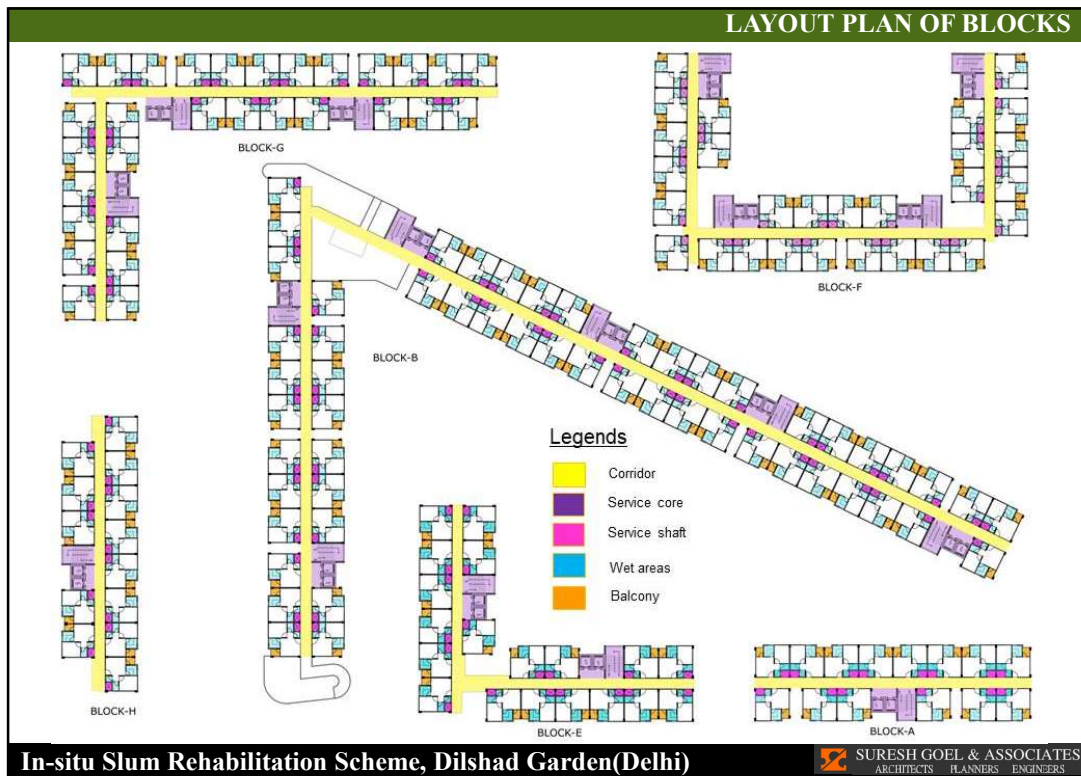 LAYOUT PLAN OF BLOCKS
BLOCK-G
BLOCK-F
BLOCK-B
Legends
Corridor
Service core
Service shaft
Wet areas
Balcony
BLOCK-H
BLOCK-E
BLOCK-A
In-situ Slum Rehabilitation Scheme, Dilshad Garden(Delhi)
SURESH GOEL & ASSOCIATES
ARCHITECTS PLANNERS ENGINEERS